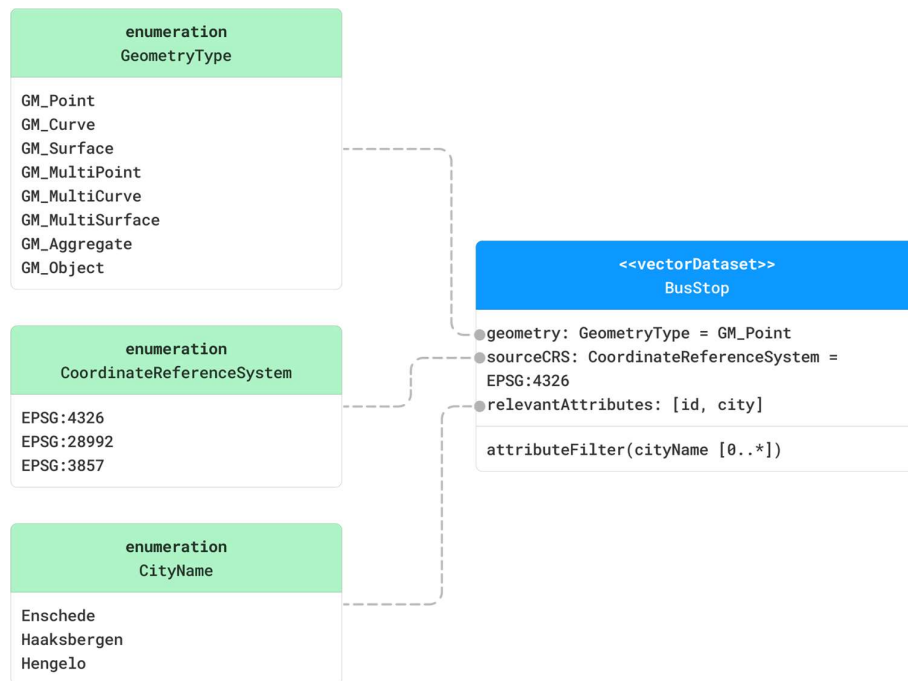 enumeration
GeometryType
GM_Point
GM_Curve
GM_Surface
GM_MultiPoint
GM_MultiCurve
GM_MultiSurface
GM_Aggregate
GM_Object
enumeration
CoordinateReferenceSystem
EPSG:4326
EPSG:28992
EPSG:3857
enumeration
CityName
Enschede
Haaksbergen
Hengelo
<<vectorDataset>>
BusStop
geometry: GeometryType = GM_Point
sourceCRS: CoordinateReferenceSystem =
EPSG:4326
relevantAttributes: [id, city]
attributeFilter(cityName [0..*])